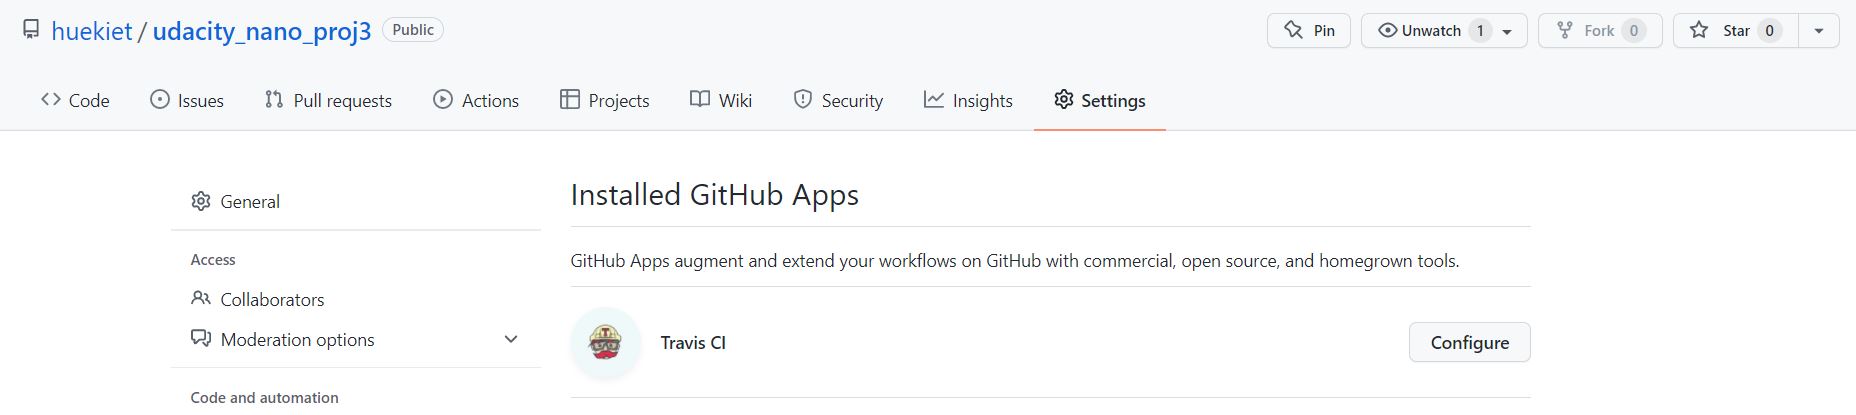 huekiet / udacity_nano_proj3 Public Pin Unwatch 1 Fork 0 Star 0
Code Issues Pull requests Actions Projects Wiki Security Insights Settings
General
Access
Collaborators
Moderation options
Code and automation
Installed GitHub Apps
GitHub Apps augment and extend your workflows on GitHub with commercial, open source, and homegrown tools.
T
Travis CI Configure